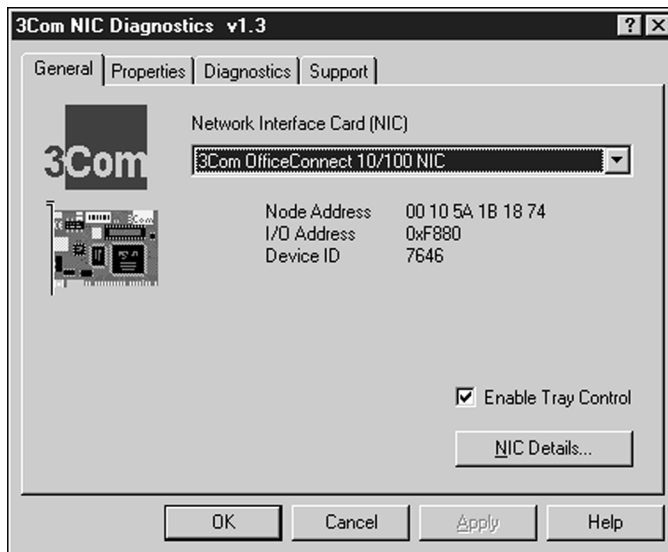 3Com NIC Diagnostics v1.3
? X
General Properties Diagnostics Support
3Com
Network Interface Card (NIC)
3Com OfficeConnect 10/100 NIC
3Com
Node Address 00 10 5A 1B 18 74
I/O Address 0xF880
Device ID 7646
Enable Tray Control
NIC Details...
OK Cancel Apply Help